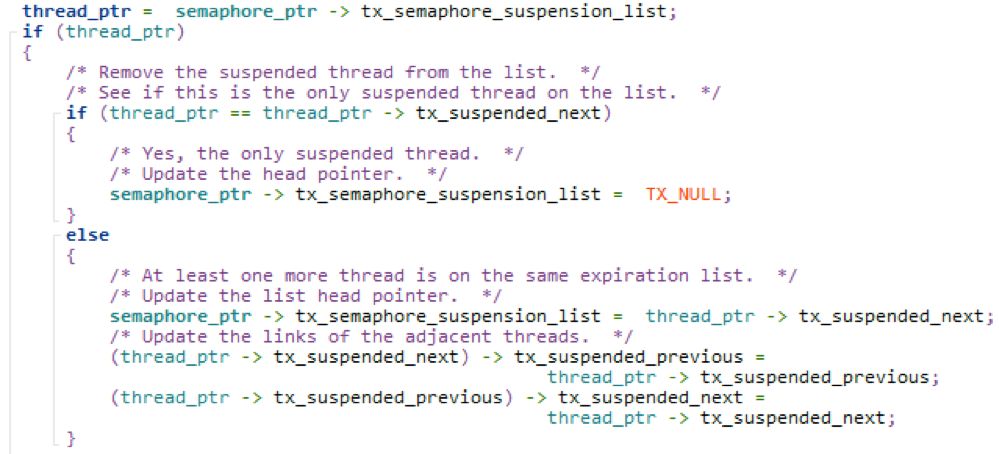 thread_ptr =  semaphore_ptr -> tx_semaphore_suspension_list;
if (thread_ptr)
{
    /* Remove the suspended thread from the list.  */
    /* See if this is the only suspended thread on the list.  */
    if (thread_ptr == thread_ptr -> tx_suspended_next)
    {
        /* Yes, the only suspended thread.  */
        /* Update the head pointer.  */
        semaphore_ptr -> tx_semaphore_suspension_list =  TX_NULL;
    }
    else
    {
        /* At least one more thread is on the same expiration list.  */
        /* Update the list head pointer.  */
        semaphore_ptr -> tx_semaphore_suspension_list =  thread_ptr -> tx_suspended_next;
        /* Update the links of the adjacent threads.  */
        (thread_ptr -> tx_suspended_next) -> tx_suspended_previous =
                                                thread_ptr -> tx_suspended_previous;
        (thread_ptr -> tx_suspended_previous) -> tx_suspended_next =
                                                thread_ptr -> tx_suspended_next;
    }